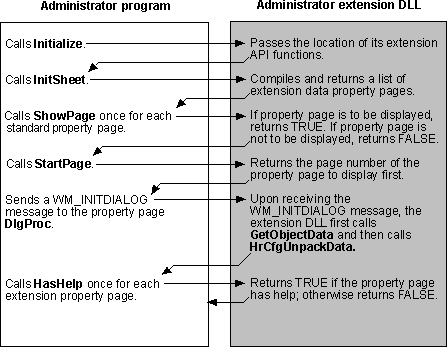 Administrator program
Administrator extension DLL
Calls Initialize.
Passes the location of its extension
API functions.
Calls InitSheet.
Compiles and returns a list of
extension data property pages.
Calls ShowPage once for each
standard property page.
If property page is to be displayed,
returns TRUE. If property page is
not to be displayed, returns FALSE.
Calls StartPage.
Returns the page number of the
property page to display first.
Sends a WM_INITDIALOG
message to the property page
DlgProc.
Upon receiving the
WM_INITDIALOG message, the
extension DLL first calls
GetObjectData and then calls
HrCfgUnpackData.
Calls HasHelp once for each
extension property page.
Returns TRUE if the property page
has help; otherwise returns FALSE.